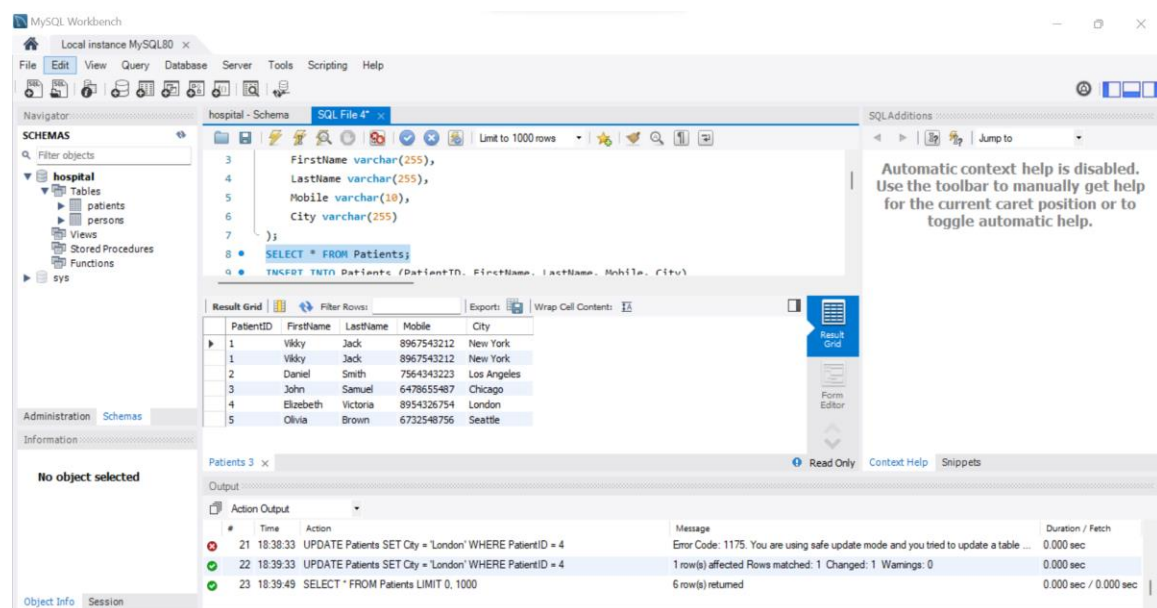 MySQL Workbench
Local instance MySQL80
File Edit View Query Database Server Tools Scripting Help
Navigator
SCHEMAS
Filter objects
hospital
Tables
patients
persons
Views
Stored Procedures
Functions
sys
Administration Schemas
Information
No object selected
Object Info Session
hospital - Schema SQL File 4*
Limit to 1000 rows
3 FirstName varchar(255),
4 LastName varchar(255),
5 Mobile varchar(10),
6 City varchar(255)
7 );
8 SELECT * FROM Patients;
9 INSERT INTO Patients (PatientID, FirstName, LastName, Mobile, City)
Result Grid Filter Rows: Export: Wrap Cell Content: IA
PatientID FirstName LastName Mobile City
1 Vikky Jack 8967543212 New York
1 Vikky Jack 8967543212 New York
2 Daniel Smith 7564343223 Los Angeles
3 John Samuel 6478655487 Chicago
4 Elizebeth Victoria 8954326754 London
5 Olivia Brown 6732548756 Seattle
Result Grid
Form Editor
Patients 3 Read Only
SQLAdditions
Jump to
Automatic context help is disabled.
Use the toolbar to manually get help
for the current caret position or to
toggle automatic help.
Context Help Snippets
Output
Action Output
# Time Action Message Duration / Fetch
21 18:38:33 UPDATE Patients SET City = 'London' WHERE PatientID = 4 Error Code: 1175. You are using safe update mode and you tried to update a table ... 0.000 sec
22 18:39:33 UPDATE Patients SET City = 'London' WHERE PatientID = 4 1 row(s) affected Rows matched: 1 Changed: 1 Warnings: 0 0.000 sec
23 18:39:49 SELECT * FROM Patients LIMIT 0, 1000 6 row(s) returned 0.000 sec / 0.000 sec